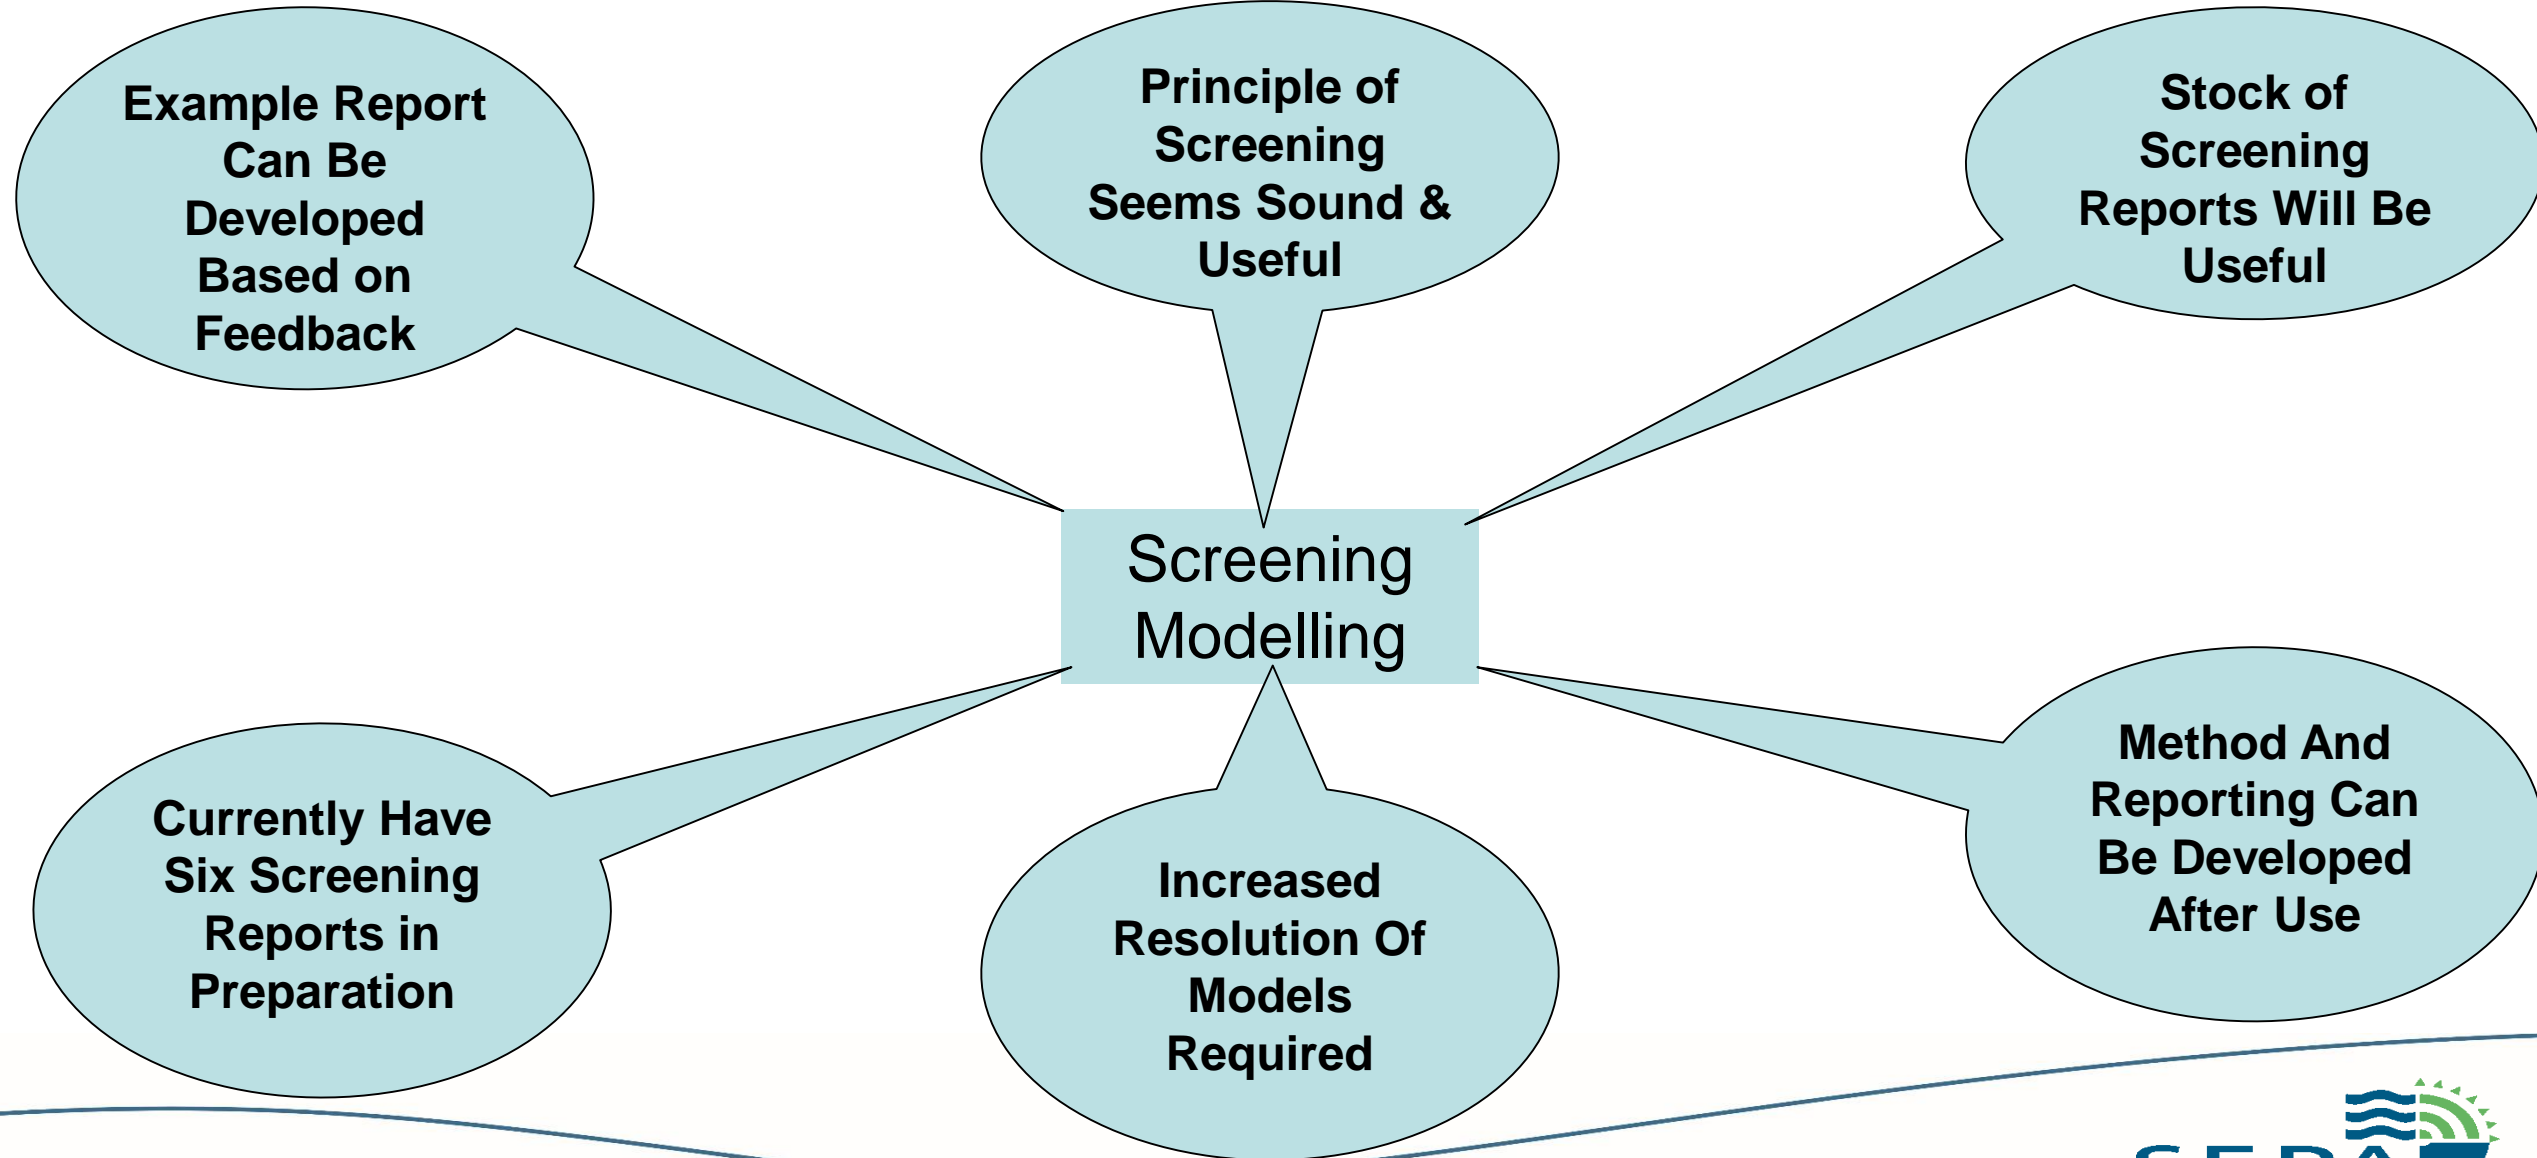 Example Report
Can Be
Developed
Based on
Feedback
Principle of
Screening
Seems Sound &
Useful
Stock of
Screening
Reports Will Be
Useful
Screening
Modelling
Currently Have
Six Screening
Reports in
Preparation
Increased
Resolution Of
Models
Required
Method And
Reporting Can
Be Developed
After Use
SEPA